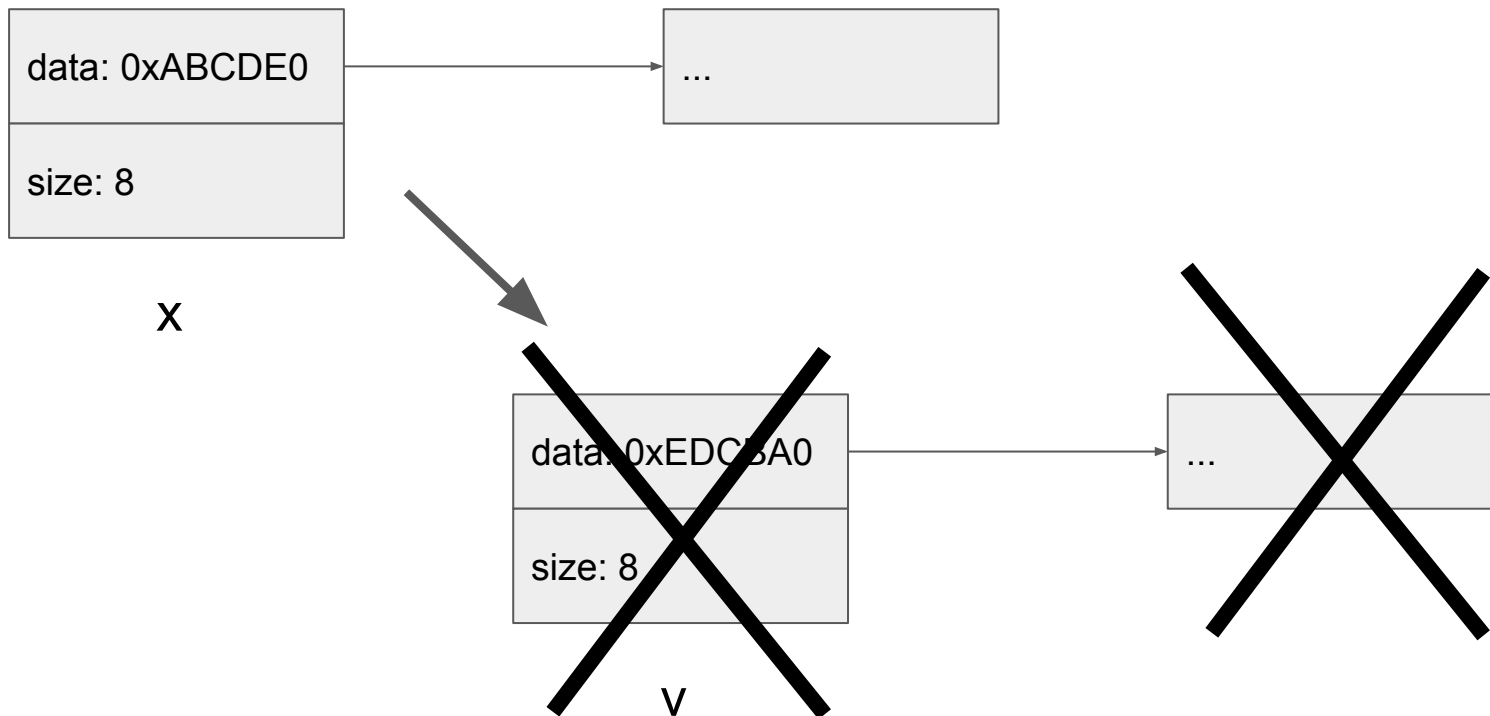 data: 0xABCDE0
...
size: 8
x
data: 0xEDCBA0
...
size: 8
v